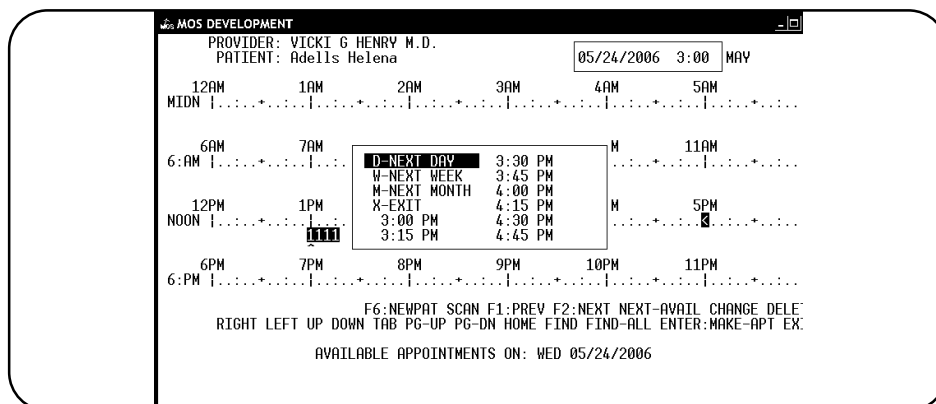 MOS DEVELOPMENT
PROVIDER: VICKI G HENRY M.D.
PATIENT: Adells Helena
05/24/2006 3:00 MAY
12AM 1AM 2AM 3AM 4AM 5AM
MIDN |..:..+..:..|..:..+..:..|..:..+..:..|..:..+..:..|..:..+..:..|..:..+..:..
6AM 7AM M 11AM
6:AM |..:..+..:..|..:. ..:..+..:..|..:..+..:..
D-NEXT DAY 3:30 PM
W-NEXT WEEK 3:45 PM
M-NEXT MONTH 4:00 PM
X-EXIT 4:15 PM
3:00 PM 4:30 PM
3:15 PM 4:45 PM
12PM 1PM M 5PM
NOON |..:..+..:..|..:. ..:..+..:..<..:..+..:..
1111
^
6PM 7PM 8PM 9PM 10PM 11PM
6:PM |..:..+..:..|..:..+..:..|..:..+..:..|..:..+..:..|..:..+..:..|..:..+..:..
F6:NEWPAT SCAN F1:PREV F2:NEXT NEXT-AVAIL CHANGE DELE
RIGHT LEFT UP DOWN TAB PG-UP PG-DN HOME FIND FIND-ALL ENTER:MAKE-APT EX
AVAILABLE APPOINTMENTS ON: WED 05/24/2006